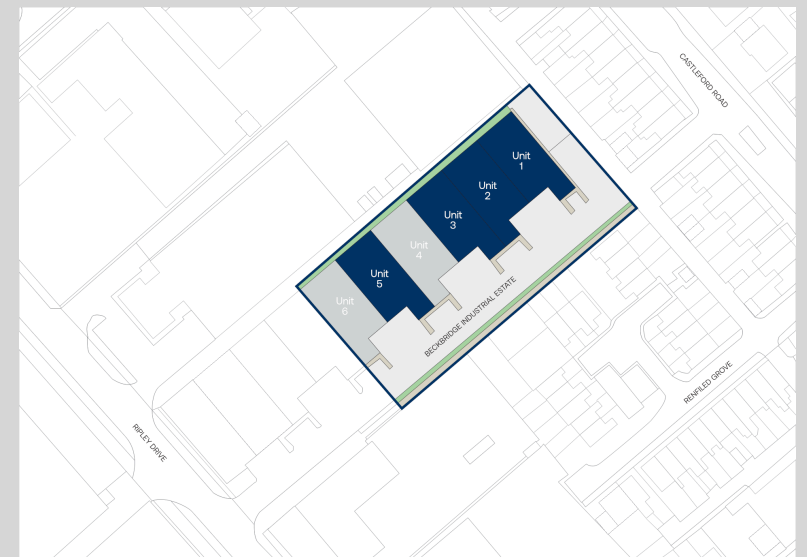 CASTLEFORD ROAD
Unit
1
Unit
2
Unit
3
Unit
4
Unit
5
Unit
6
BECKBRIDGE INDUSTRIAL ESTATE
RENFILED GROVE
RIPLEY DRIVE